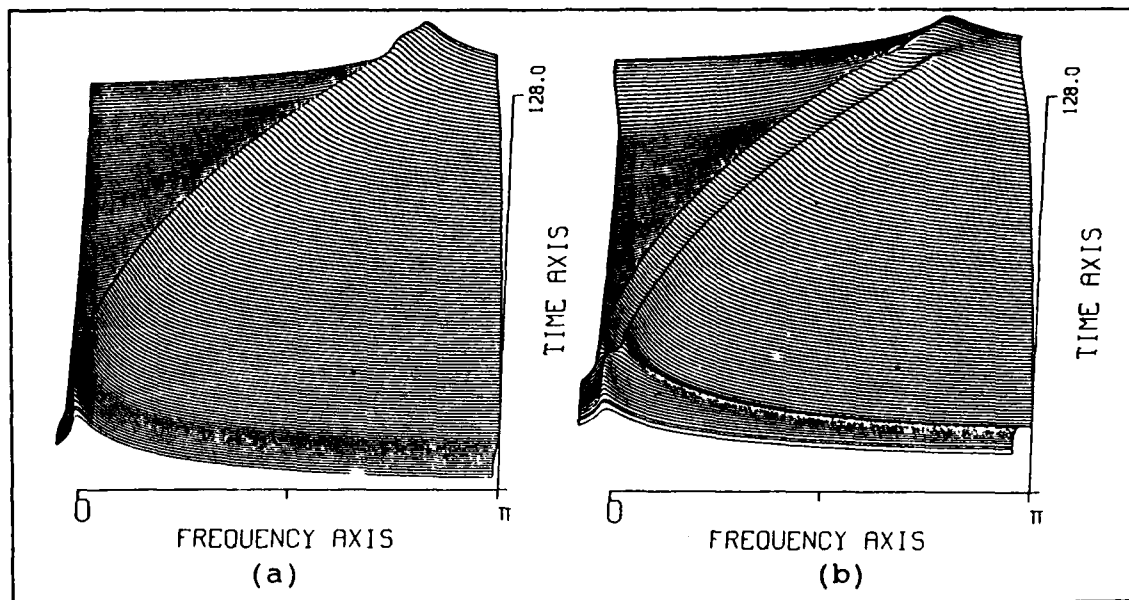 128.0
TIME AXIS
0
π
FREQUENCY AXIS
(a)
128.0
TIME AXIS
0
π
FREQUENCY AXIS
(b)